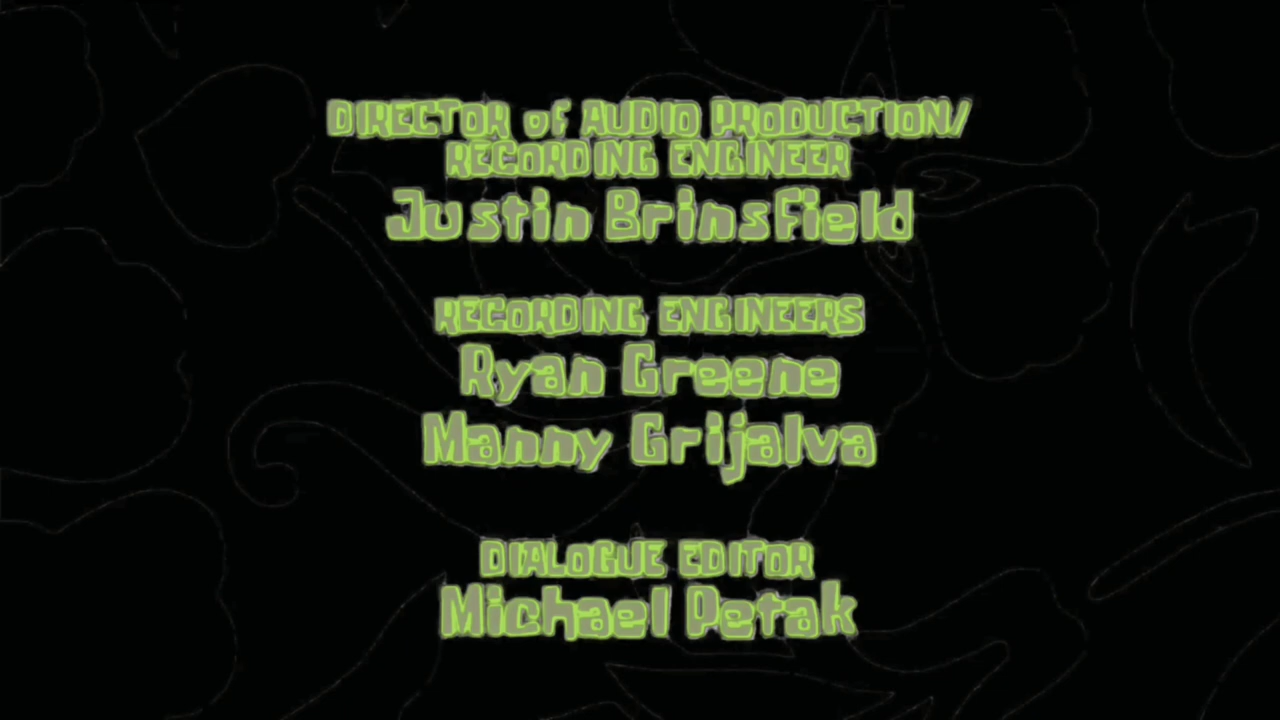 DIRECTOR of AUDIO PRODUCTION/
RECORDING ENGINEER
Justin Brinsfield
RECORDING ENGINEERS
Ryan Greene
Manny Grijalva
DIALOGUE EDITOR
Michael Petak